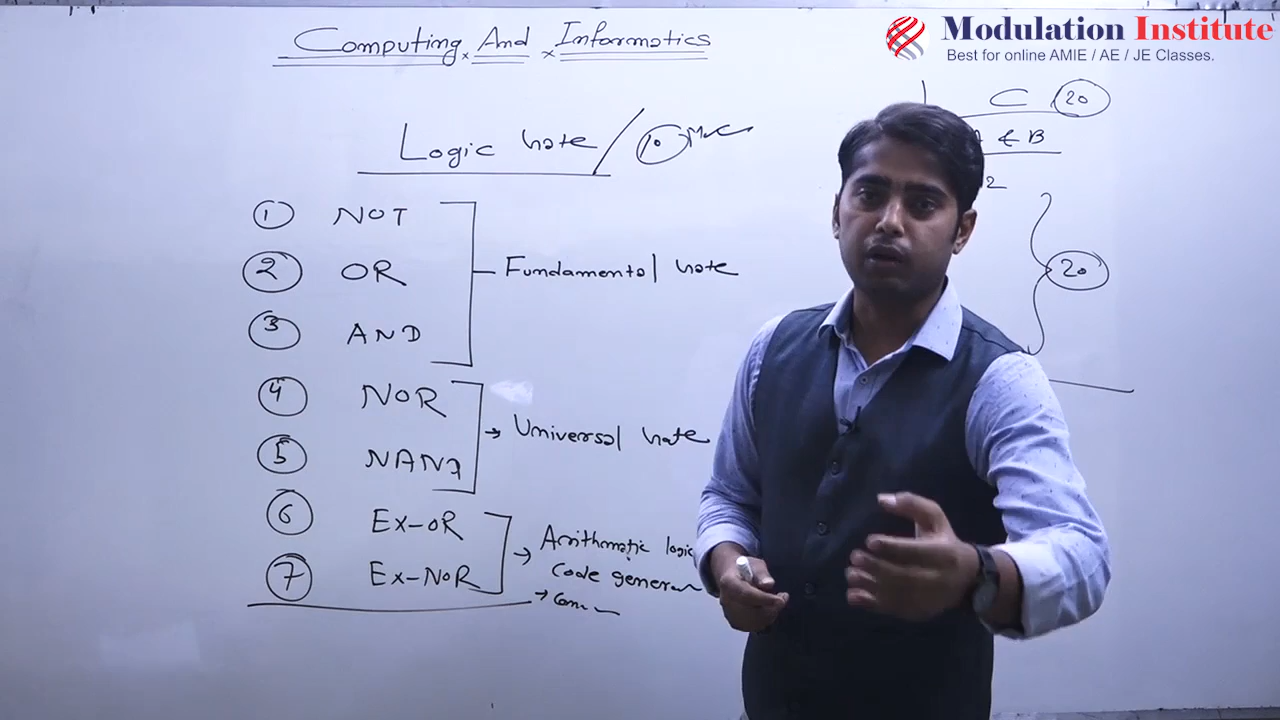 Modulation Institute
Best for online AMIE / AE / JE Classes.
Computing And Informatics
Logic Gate / 10
C 20
& B
2
20
1 NOT
2 OR
3 AND
Fundamental Gate
4 NOR
5 NAND
→ Universal Gate
6 Ex-OR
7 Ex-NOR
→ Arithmatic logic
Code
→